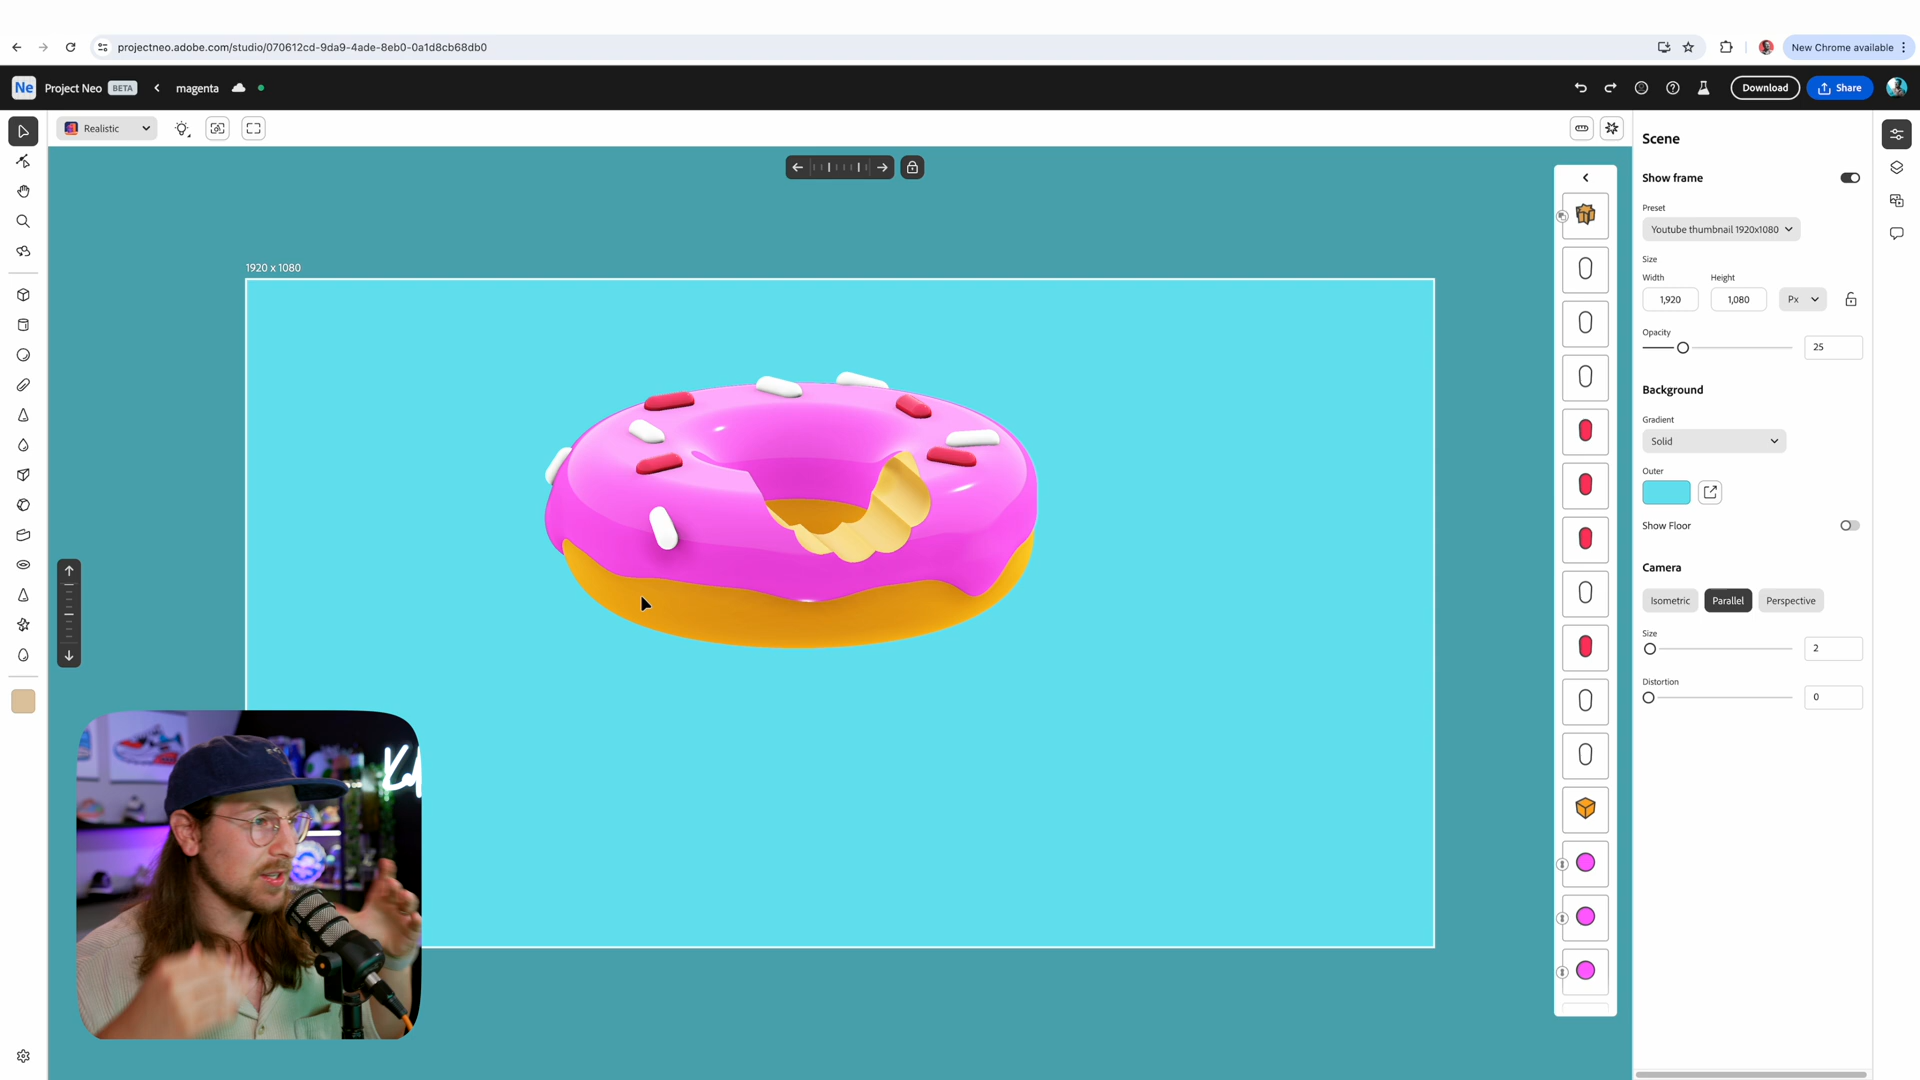 projectneo.adobe.com/studio/070612cd-9da9-4ade-8eb0-0a1d8cb68db0
New Chrome available
Ne
Project Neo
BETA
magenta
Download
Share
Realistic
1920 x 1080
Scene
Show frame
Preset
Youtube thumbnail 1920x1080
Size
Width
Height
1,920
1,080
Px
Opacity
25
Background
Gradient
Solid
Outer
Show Floor
Camera
Isometric
Parallel
Perspective
Size
2
Distortion
0